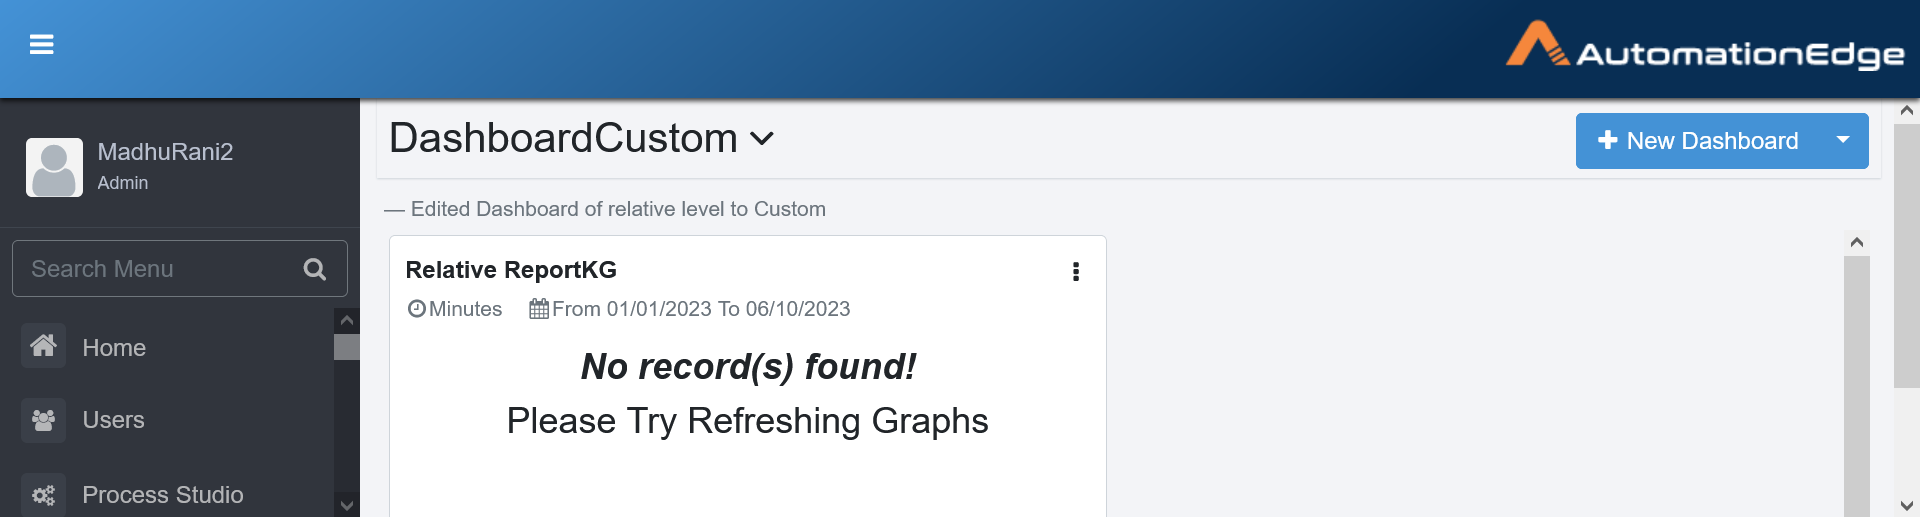 AutomationEdge
MadhuRani2
Admin
Search Menu
Home
Users
Process Studio
DashboardCustom
New Dashboard
— Edited Dashboard of relative level to Custom
Relative ReportKG
Minutes From 01/01/2023 To 06/10/2023
No record(s) found!
Please Try Refreshing Graphs